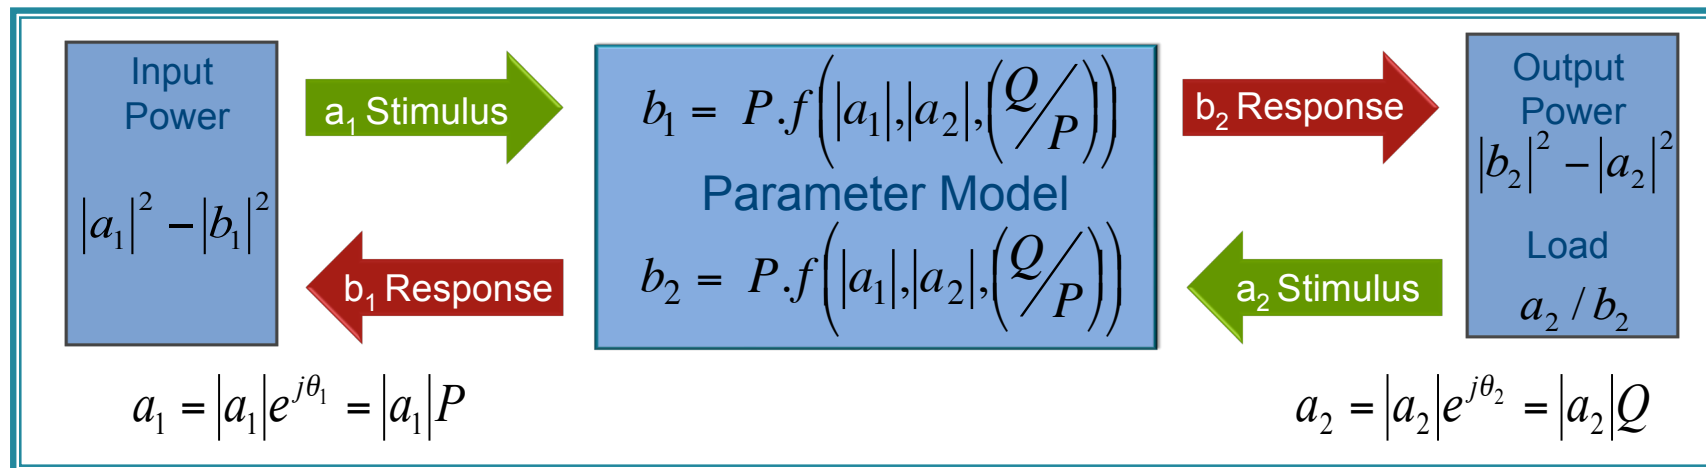 Input
Power
|a₁|² − |b₁|²
a₁ Stimulus
b₁ Response
b₁ = P.f(|a₁|,|a₂|,(Q/P))
Parameter Model
b₂ = P.f(|a₁|,|a₂|,(Q/P))
b₂ Response
a₂ Stimulus
Output
Power
|b₂|² − |a₂|²
Load
a₂ / b₂
a₁ = |a₁|e^{jθ₁} = |a₁|P
a₂ = |a₂|e^{jθ₂} = |a₂|Q